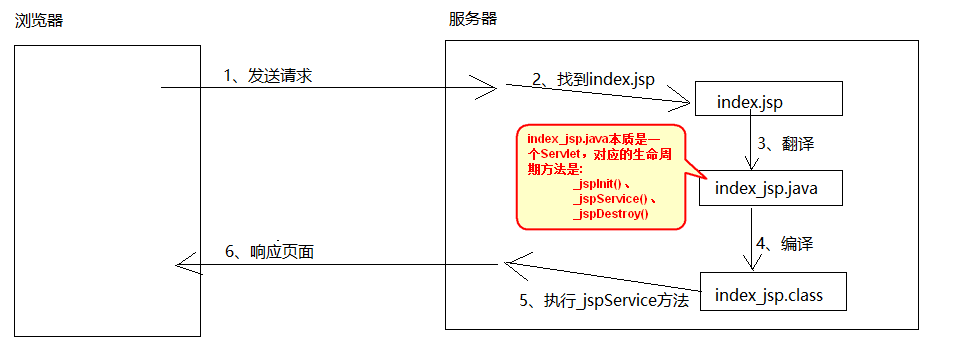 浏览器
服务器
1、发送请求
2、找到index.jsp
index.jsp
index_jsp.java本质是一
个Servlet，对应的生命周
期方法是:
_jspInit() 、
_jspService() 、
_jspDestroy()
3、翻译
index_jsp.java
4、编译
6、响应页面
index_jsp.class
5、执行_jspService方法